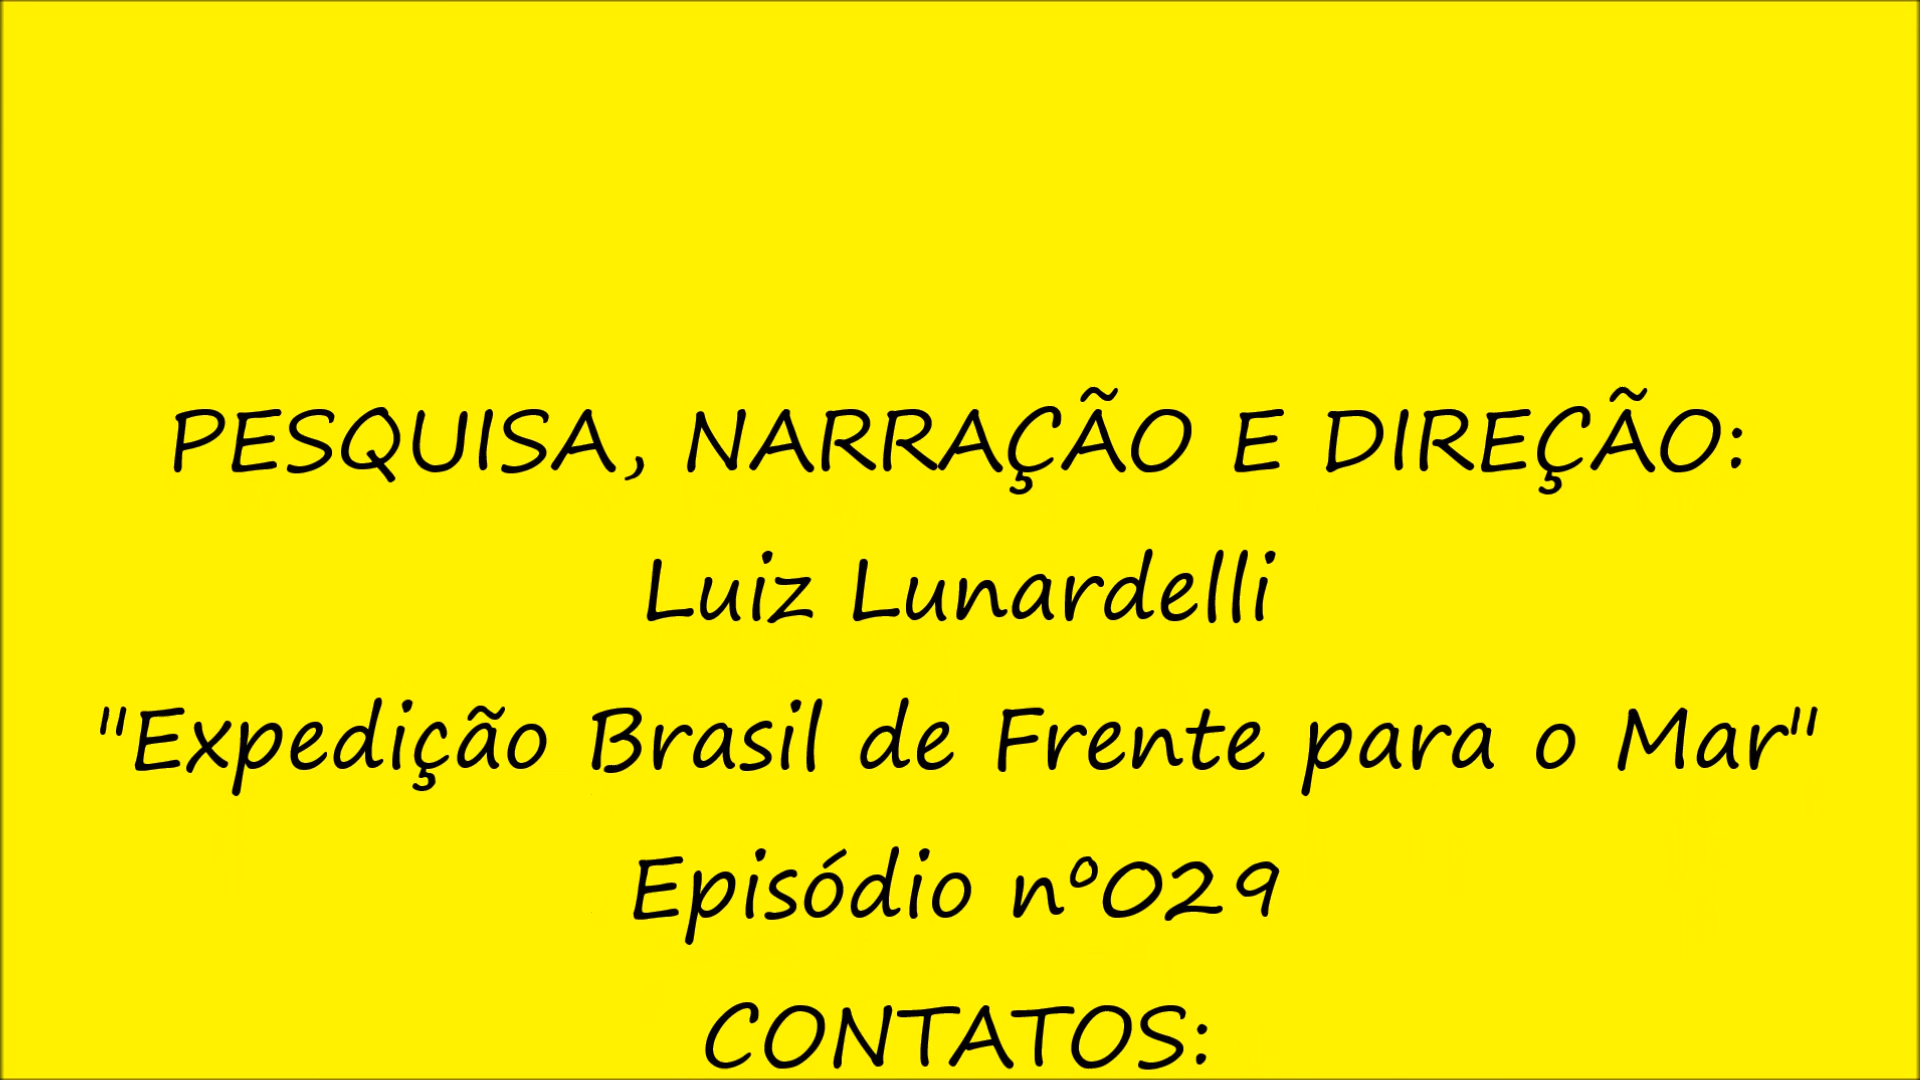 PESQUISA, NARRAÇÃO E DIREÇÃO:
Luiz Lunardelli
"Expedição Brasil de Frente para o Mar"
Episódio nº029
CONTATOS: